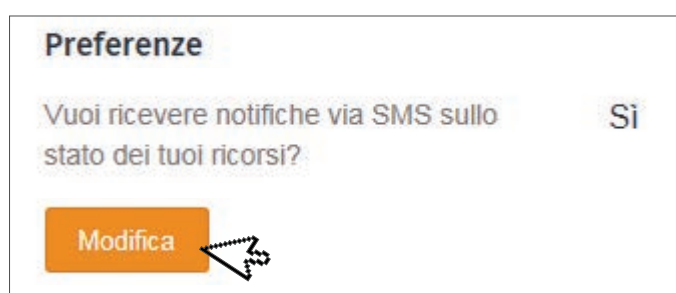 Preferenze
Vuoi ricevere notifiche via SMS sullo Sì
stato dei tuoi ricorsi?
Modifica